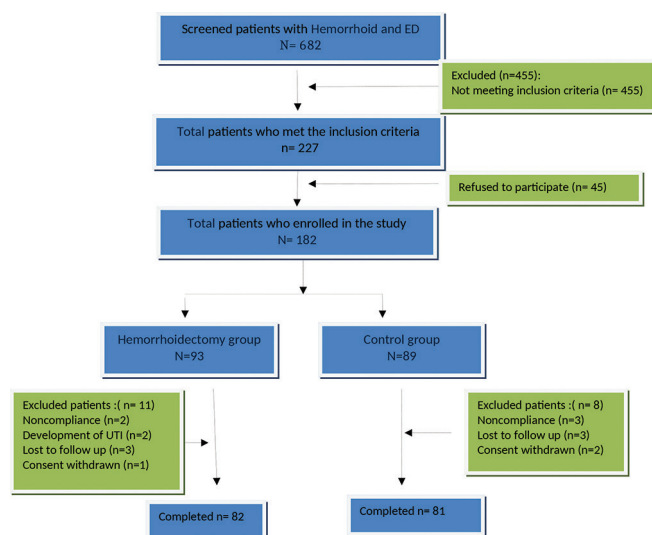 Screened patients with Hemorrhoid and ED
N= 682
Excluded (n=455):
Not meeting inclusion criteria (n= 455)
Total patients who met the inclusion criteria
n= 227
Refused to participate (n= 45)
Total patients who enrolled in the study
N= 182
Hemorrhoidectomy group
N=93
Control group
N=89
Excluded patients :( n= 11)
Noncompliance (n=2)
Development of UTI (n=2)
Lost to follow up (n=3)
Consent withdrawn (n=1)
Excluded patients :( n= 8)
Noncompliance (n=3)
Lost to follow up (n=3)
Consent withdrawn (n=2)
Completed n= 82
Completed n= 81